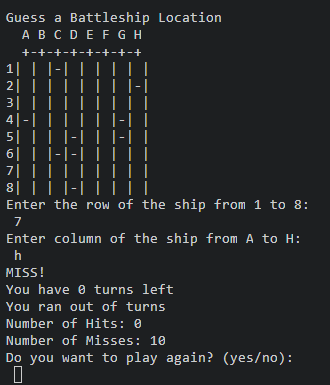 Guess a Battleship Location
A B C D E F G H
+-+-+-+-+-+-+-+
1| | |-| | | | | |
2| | | | | | | |-|
3| | | | | | | | |
4|-| | | | | |-| |
5| | | |-| | |-| |
6| | |-|-| | | | |
7| | | | | | | | |
8| | | |-| | | | |
Enter the row of the ship from 1 to 8:
7
Enter column of the ship from A to H:
h
MISS!
You have 0 turns left
You ran out of turns
Number of Hits: 0
Number of Misses: 10
Do you want to play again? (yes/no):